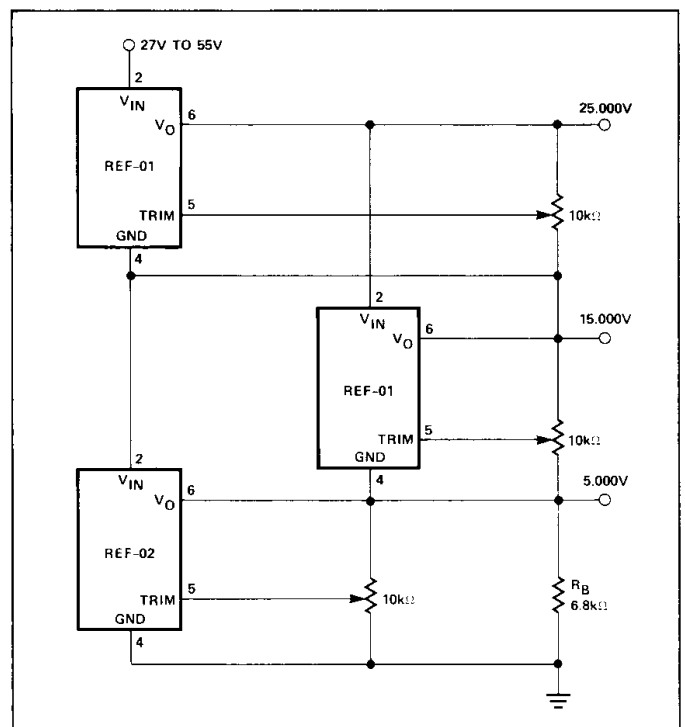 27V TO 55V
2
VIN
VO
6
25.000V
REF-01
TRIM
5
10kΩ
GND
4
2
VIN
VO
6
15.000V
REF-01
TRIM
5
10kΩ
GND
4
2
VIN
VO
6
5.000V
REF-02
TRIM
5
10kΩ
RB
6.8kΩ
GND
4